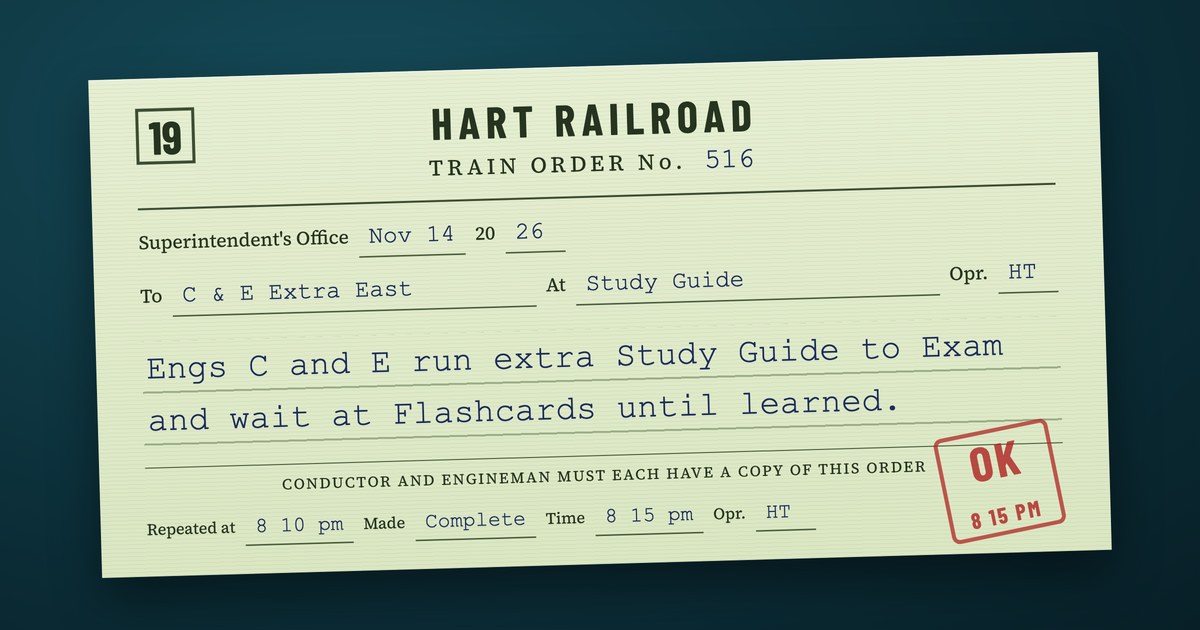 19
HART RAILROAD
TRAIN ORDER No. 516
Superintendent's Office Nov 14 20 26
To C & E Extra East At Study Guide Opr. HT
Engs C and E run extra Study Guide to Exam
and wait at Flashcards until learned.
CONDUCTOR AND ENGINEMAN MUST EACH HAVE A COPY OF THIS ORDER
Repeated at 8 10 pm Made Complete Time 8 15 pm Opr. HT
OK
8 15 PM